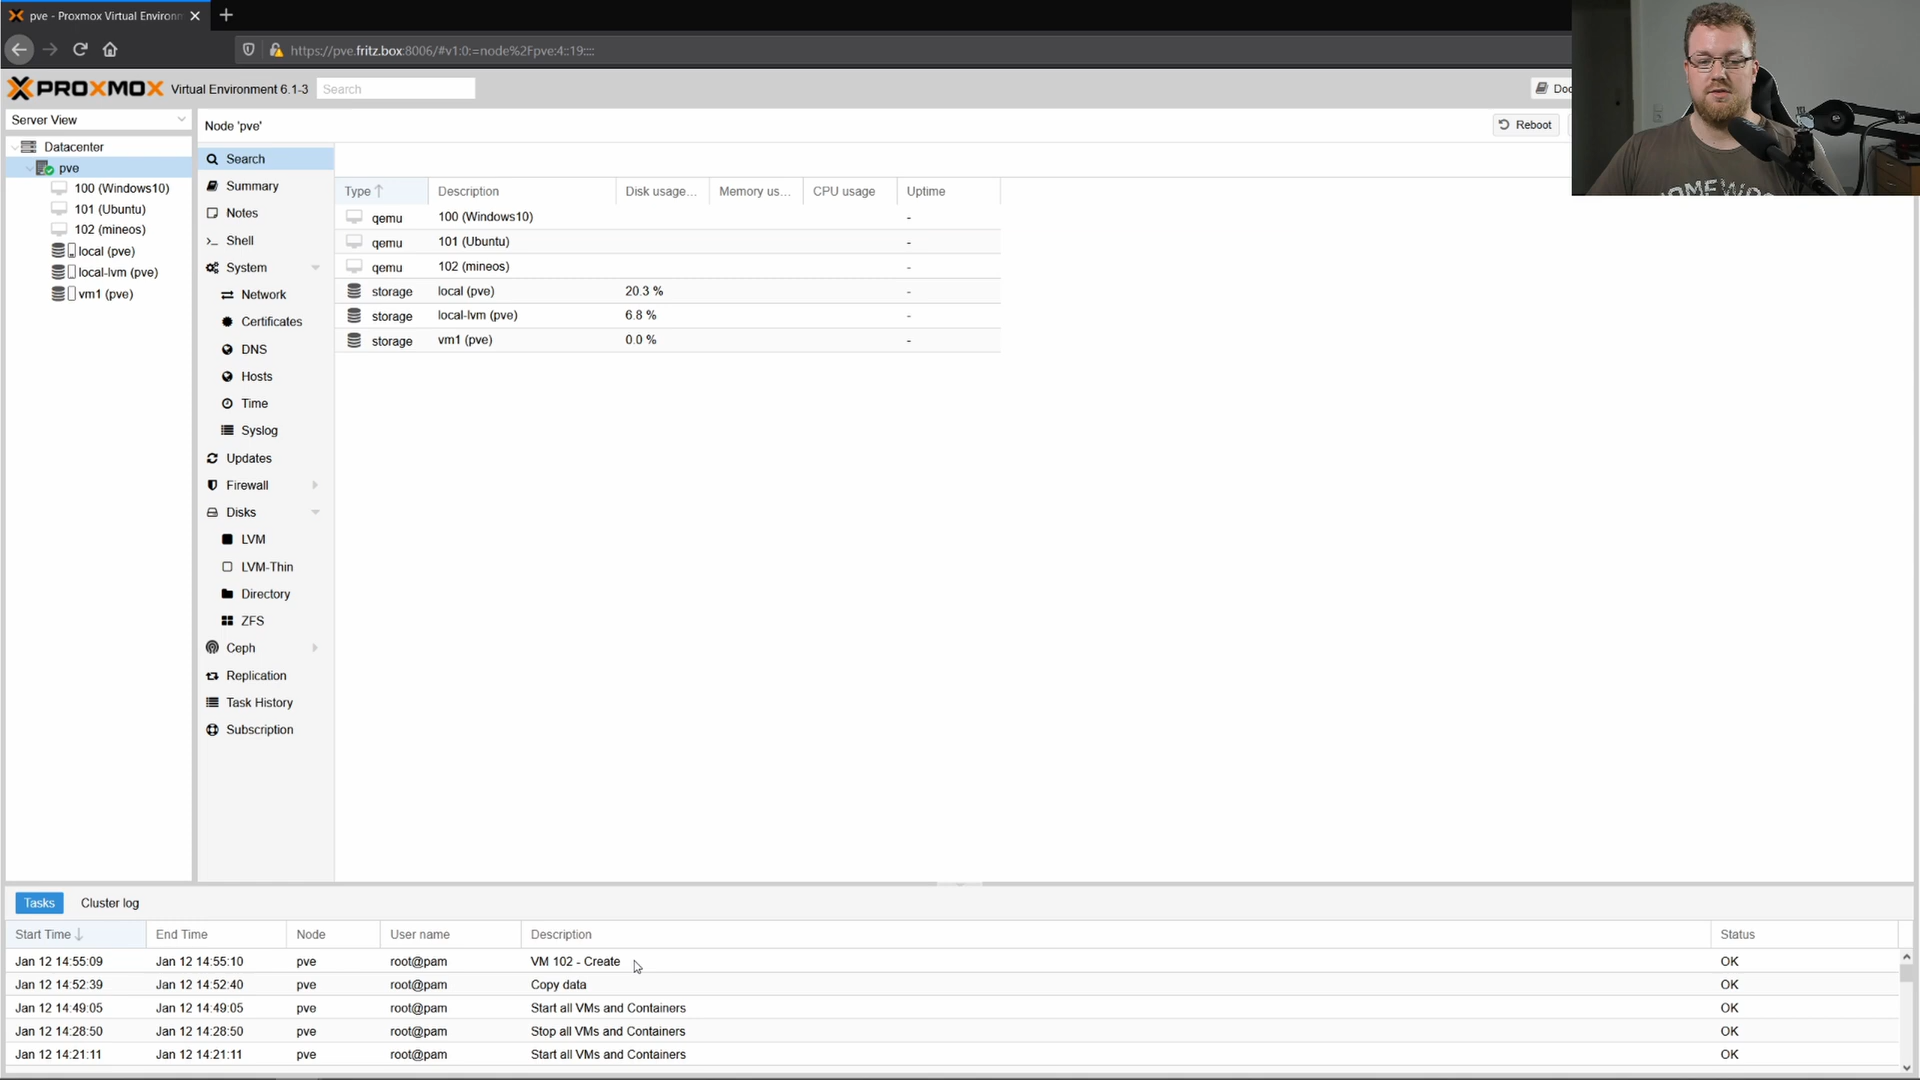 pve - Proxmox Virtual Environm
https://pve.fritz.box:8006/#v1:0:=node%2Fpve:4::19::::
PROXMOX Virtual Environment 6.1-3 Search
Server View
Datacenter
pve
100 (Windows10)
101 (Ubuntu)
102 (mineos)
local (pve)
local-lvm (pve)
vm1 (pve)
Node 'pve'
Reboot
Search
Summary
Notes
Shell
System
Network
Certificates
DNS
Hosts
Time
Syslog
Updates
Firewall
Disks
LVM
LVM-Thin
Directory
ZFS
Ceph
Replication
Task History
Subscription
Type Description Disk usage... Memory us... CPU usage Uptime
qemu 100 (Windows10) -
qemu 101 (Ubuntu) -
qemu 102 (mineos) -
storage local (pve) 20.3 % -
storage local-lvm (pve) 6.8 % -
storage vm1 (pve) 0.0 % -
Tasks Cluster log
Start Time End Time Node User name Description Status
Jan 12 14:55:09 Jan 12 14:55:10 pve root@pam VM 102 - Create OK
Jan 12 14:52:39 Jan 12 14:52:40 pve root@pam Copy data OK
Jan 12 14:49:05 Jan 12 14:49:05 pve root@pam Start all VMs and Containers OK
Jan 12 14:28:50 Jan 12 14:28:50 pve root@pam Stop all VMs and Containers OK
Jan 12 14:21:11 Jan 12 14:21:11 pve root@pam Start all VMs and Containers OK